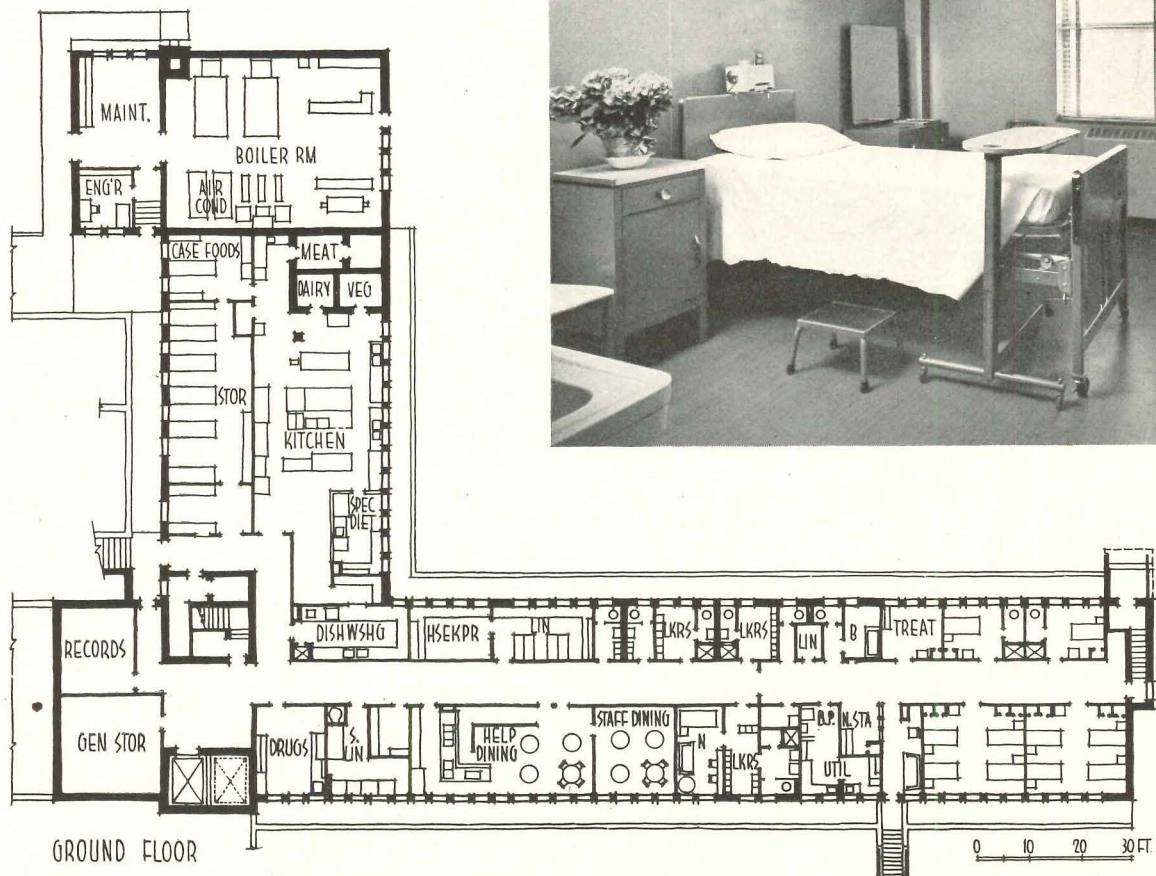 MAINT.
BOILER RM
ENG'R
AIR
COND
CASE FOODS
MEAT
DAIRY
VEG
STOR
KITCHEN
SPEC
DIET
RECORDS
DISHWSHG
HSEKPR
LIN
LKRS
LKRS
LIN
B
TREAT
GEN STOR
DRUGS
S.
LIN
HELP
DINING
STAFF DINING
N
LKRS
B.P.
N. STA
UTIL
GROUND FLOOR
0 10 20 30 FT.